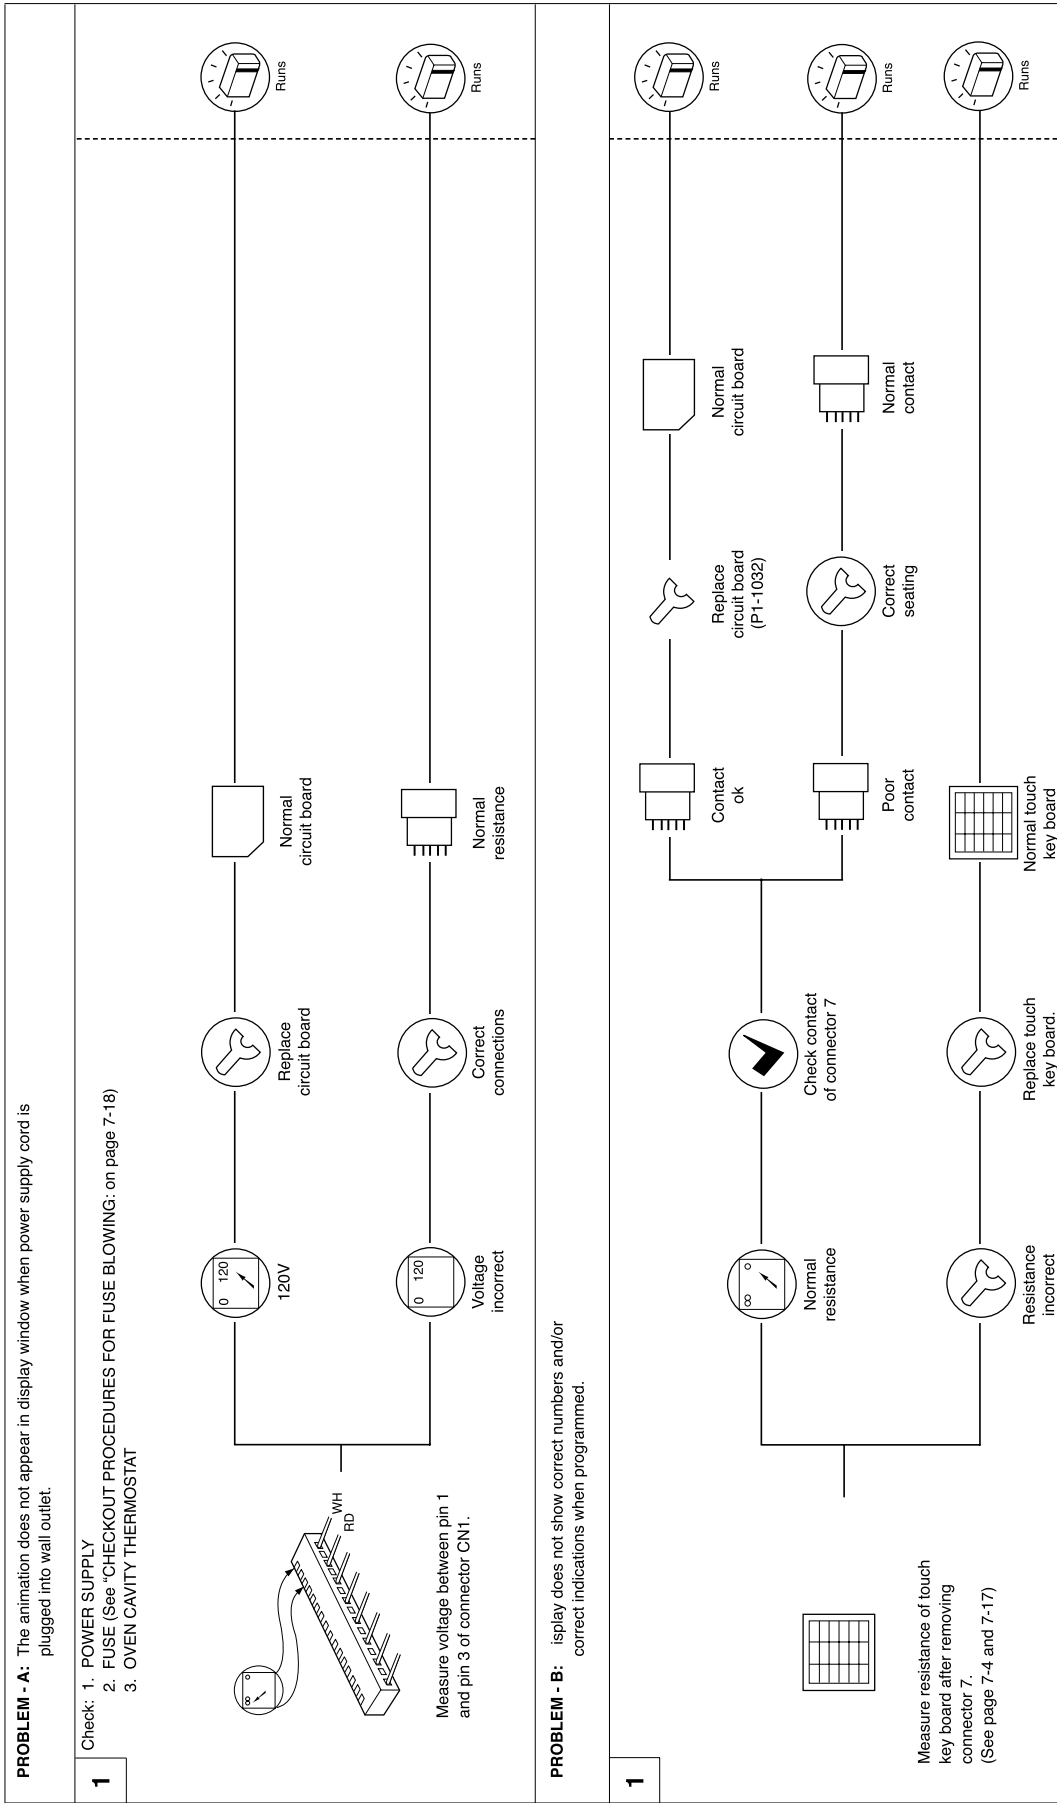 PROBLEM - A: The animation does not appear in display window when power supply cord is
plugged into wall outlet.
1
Check: 1. POWER SUPPLY
2. FUSE (See "CHECKOUT PROCEDURES FOR FUSE BLOWING: on page 7-18)
3. OVEN CAVITY THERMOSTAT
∞ 0
WH
RD
Measure voltage between pin 1
and pin 3 of connector CN1.
0 120
120V
Replace
circuit board
Normal
circuit board
Runs
0 120
Voltage
incorrect
Correct
connections
Normal
resistance
Runs
PROBLEM - B: isplay does not show correct numbers and/or
correct indications when programmed.
1
Measure resistance of touch
key board after removing
connector 7.
(See page 7-4 and 7-17)
∞ 0
Normal
resistance
Check contact
of connector 7
Contact
ok
Replace
circuit board
(P1-1032)
Normal
circuit board
Runs
Poor
contact
Correct
seating
Normal
contact
Runs
Resistance
incorrect
Replace touch
key board.
Normal touch
key board
Runs